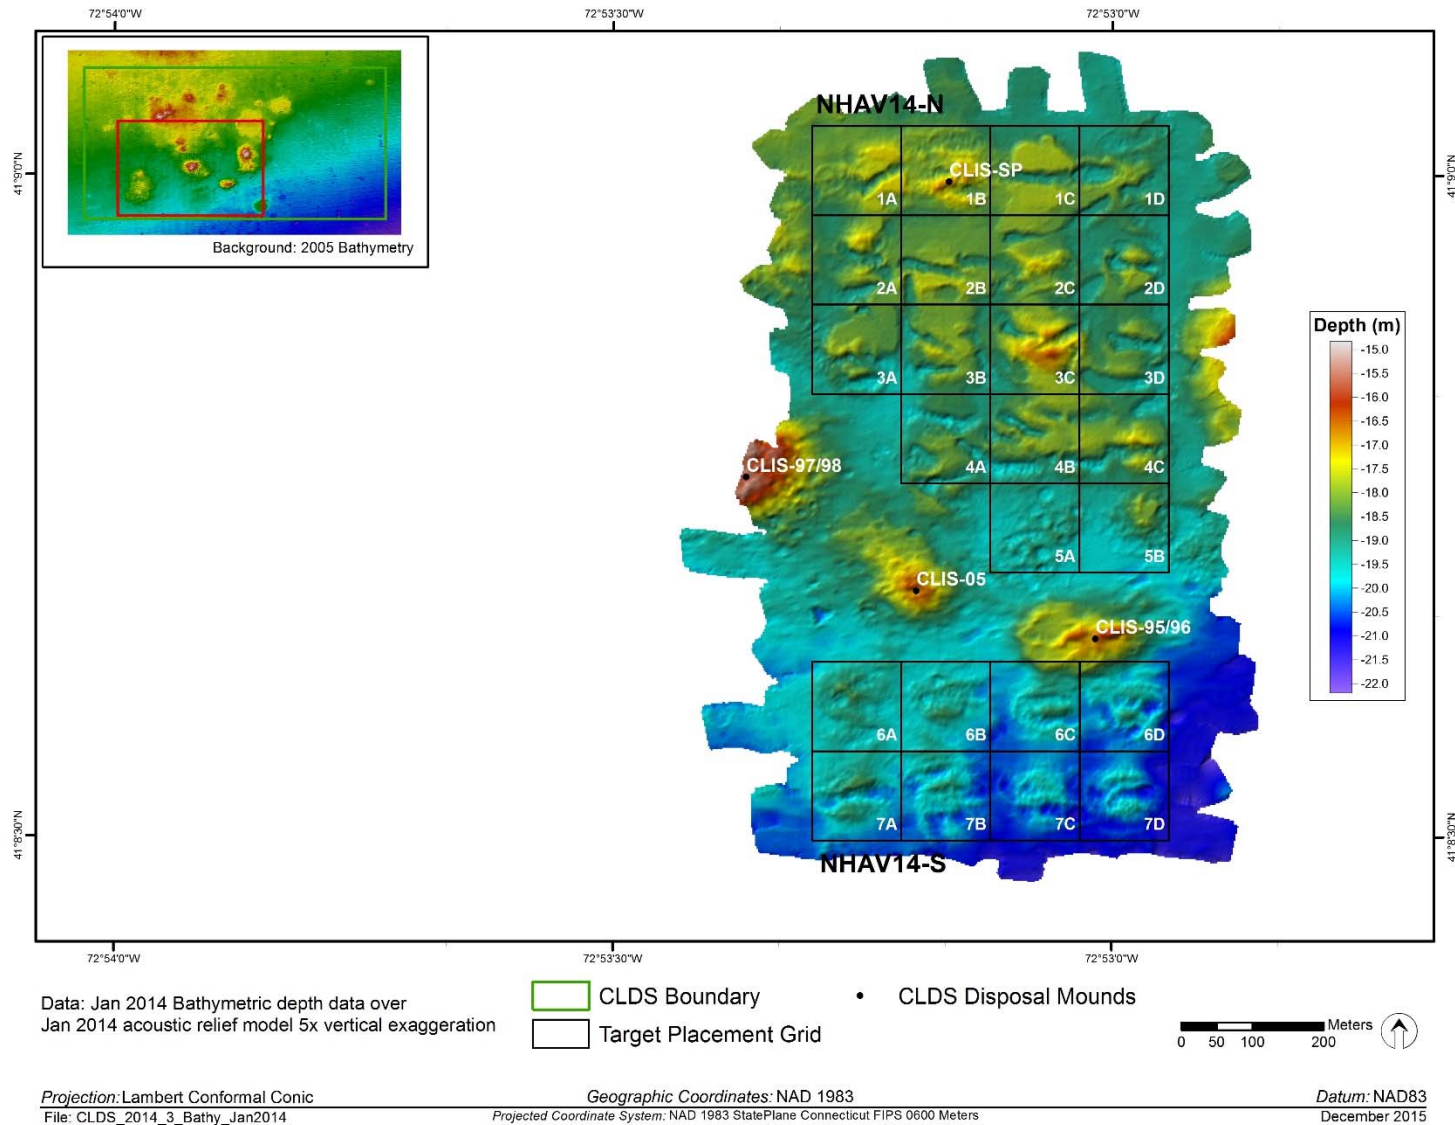 72°54'0"W 72°53'30"W 72°53'0"W
41°9'0"N 41°9'0"N
Background: 2005 Bathymetry
NHAV14-N
CLIS-SP
1A 1B 1C 1D
2A 2B 2C 2D
3A 3B 3C 3D
4A 4B 4C
CLIS-97/98
5A 5B
CLIS-05
CLIS-95/96
6A 6B 6C 6D
7A 7B 7C 7D
NHAV14-S
Depth (m)
-15.0
-15.5
-16.0
-16.5
-17.0
-17.5
-18.0
-18.5
-19.0
-19.5
-20.0
-20.5
-21.0
-21.5
-22.0
41°8'30"N 41°8'30"N
72°54'0"W 72°53'30"W 72°53'0"W
Data: Jan 2014 Bathymetric depth data over
Jan 2014 acoustic relief model 5x vertical exaggeration
CLDS Boundary
Target Placement Grid
CLDS Disposal Mounds
Meters
0 50 100 200
Projection: Lambert Conformal Conic Geographic Coordinates: NAD 1983 Datum: NAD83
File: CLDS_2014_3_Bathy_Jan2014 Projected Coordinate System: NAD 1983 StatePlane Connecticut FIPS 0600 Meters December 2015